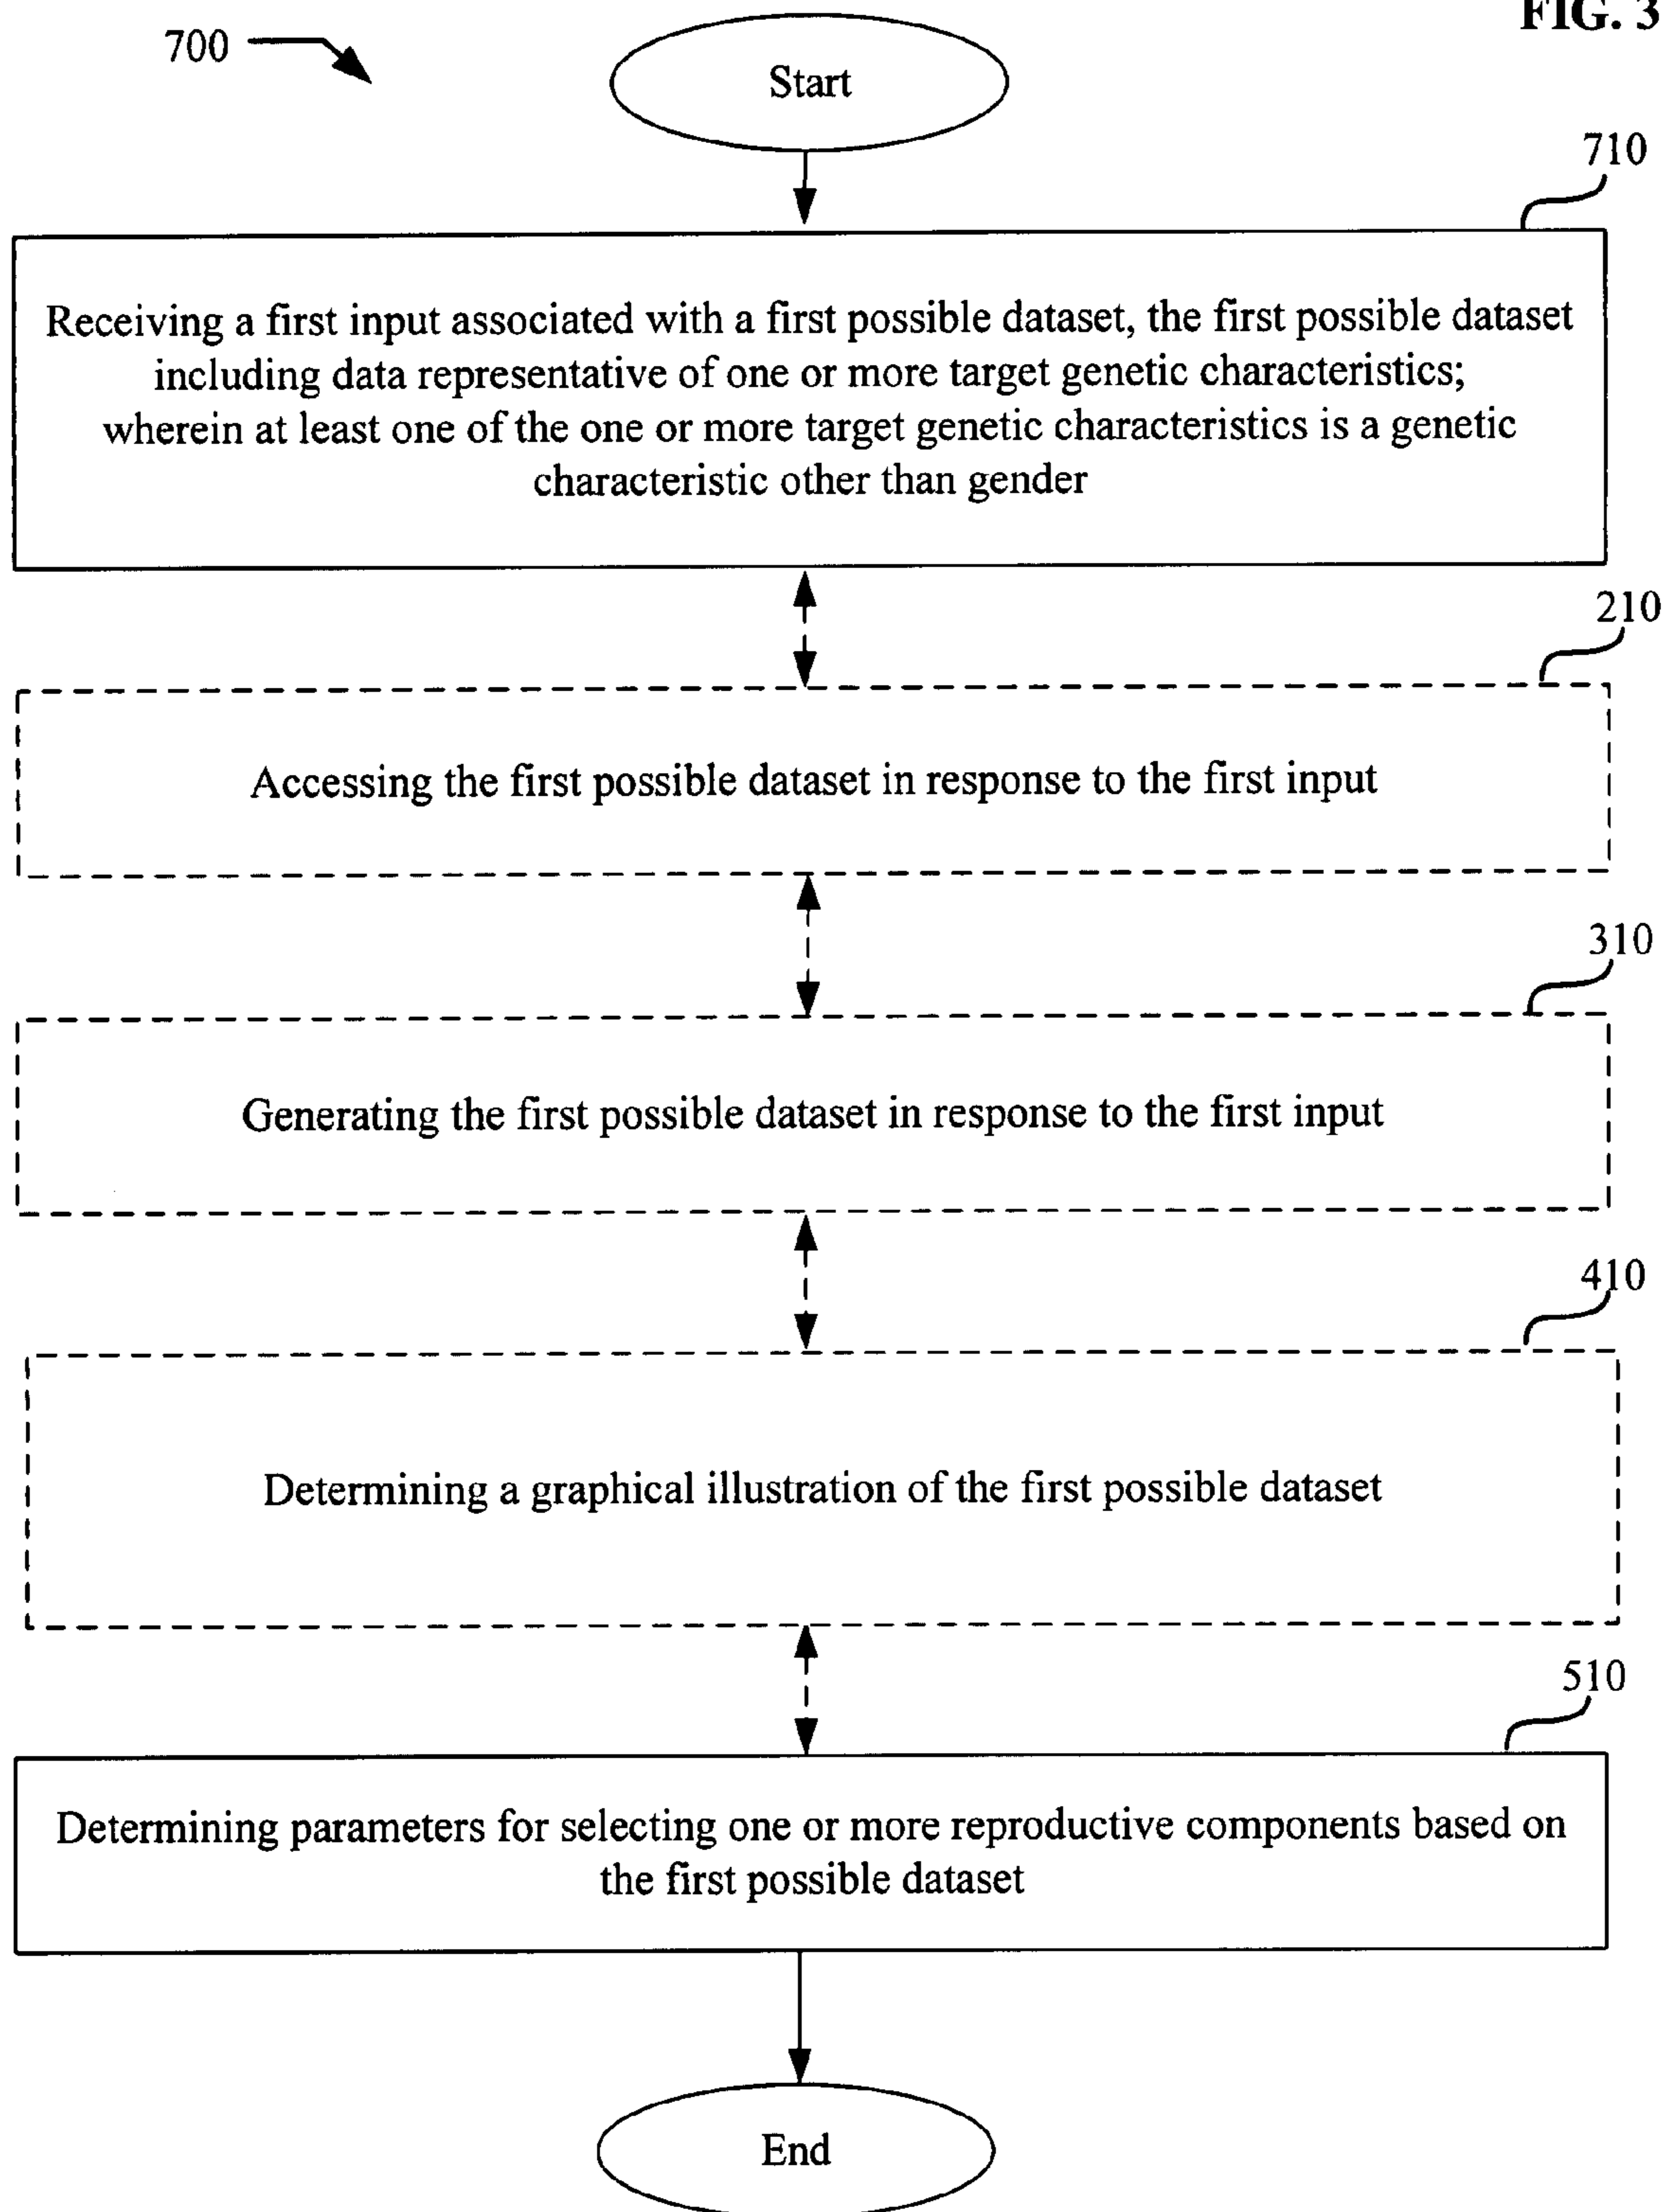 FIG. 3
700
Start
710
Receiving a first input associated with a first possible dataset, the first possible dataset
including data representative of one or more target genetic characteristics;
wherein at least one of the one or more target genetic characteristics is a genetic
characteristic other than gender
210
Accessing the first possible dataset in response to the first input
310
Generating the first possible dataset in response to the first input
410
Determining a graphical illustration of the first possible dataset
510
Determining parameters for selecting one or more reproductive components based on
the first possible dataset
End